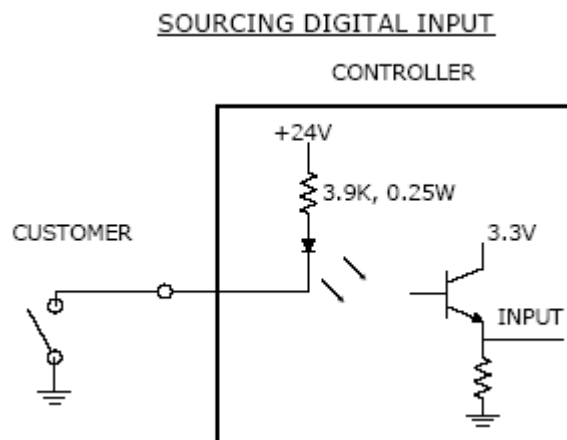 SOURCING DIGITAL INPUT
CONTROLLER
+24V
3.9K, 0.25W
CUSTOMER
3.3V
INPUT